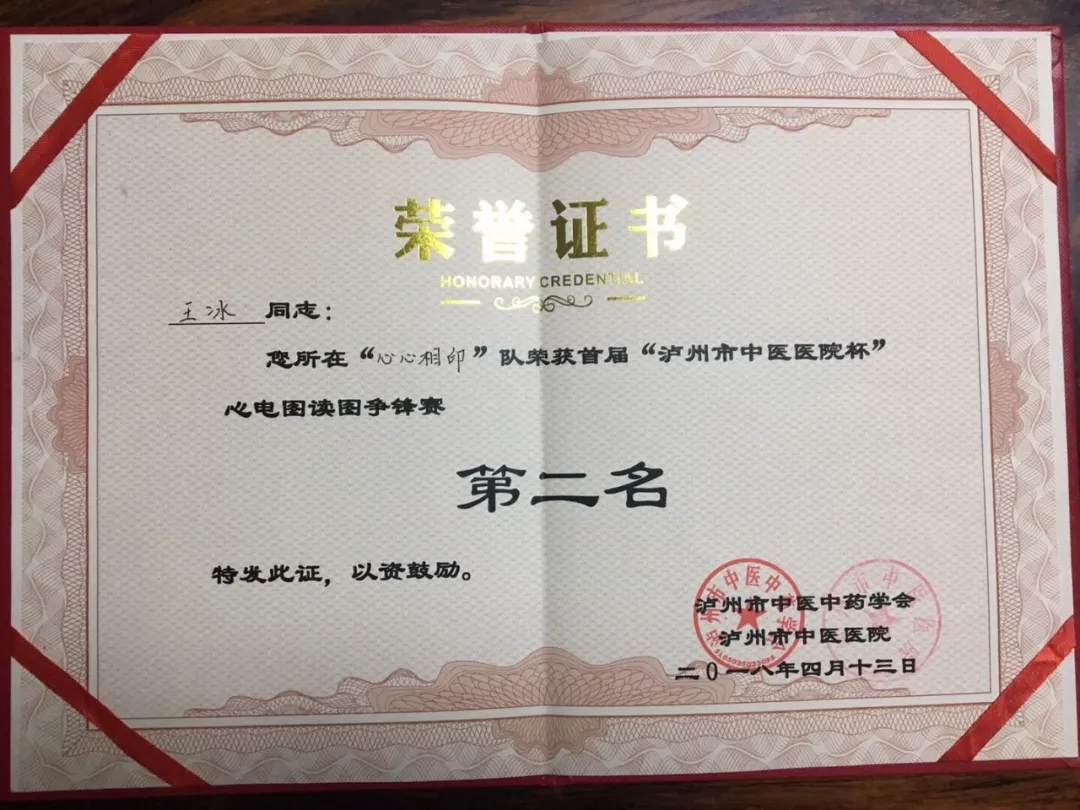 荣誉证书
HONORARY CREDENTIAL
王冰 同志：
您所在“心心相印”队荣获首届“泸州市中医医院杯”
心电图读图争锋赛
第二名
特发此证，以资鼓励。
泸州市中医中药学会
泸州市中医医院
二0一八年四月十三日